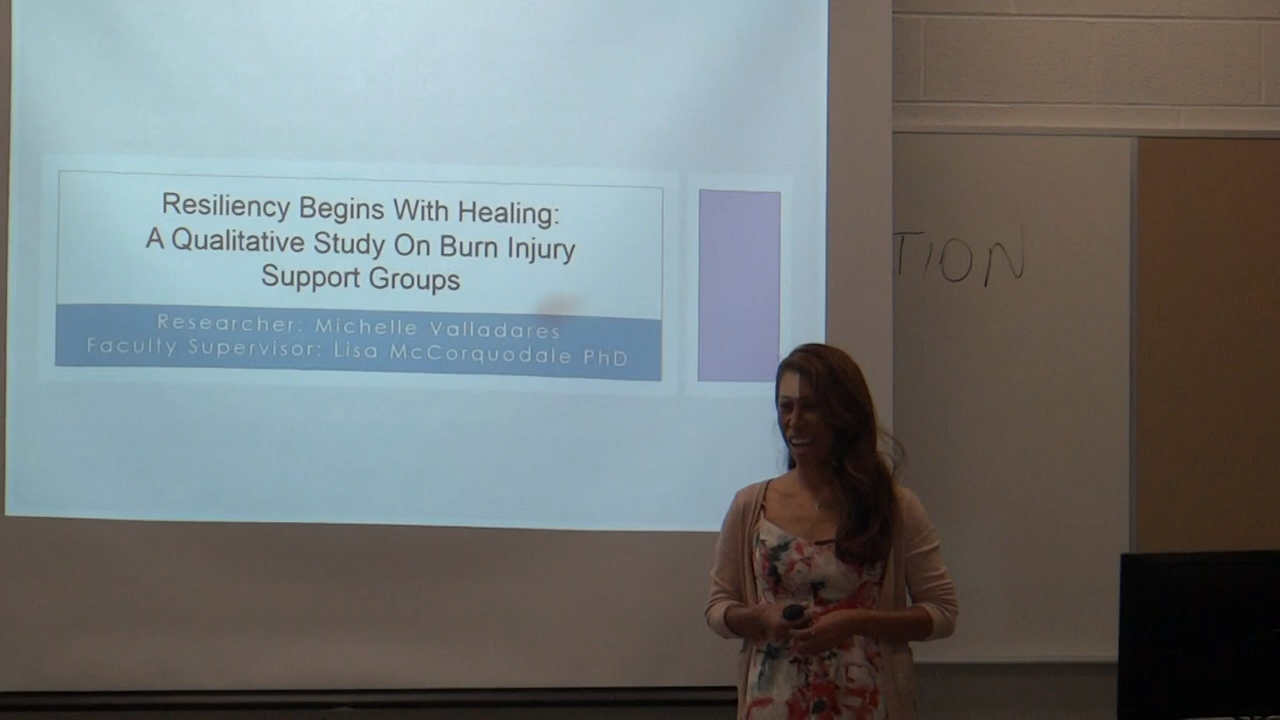 Resiliency Begins With Healing:
A Qualitative Study On Burn Injury
Support Groups
Researcher: Michelle Valladares
Faculty Supervisor: Lisa McCorquodale PhD
TION